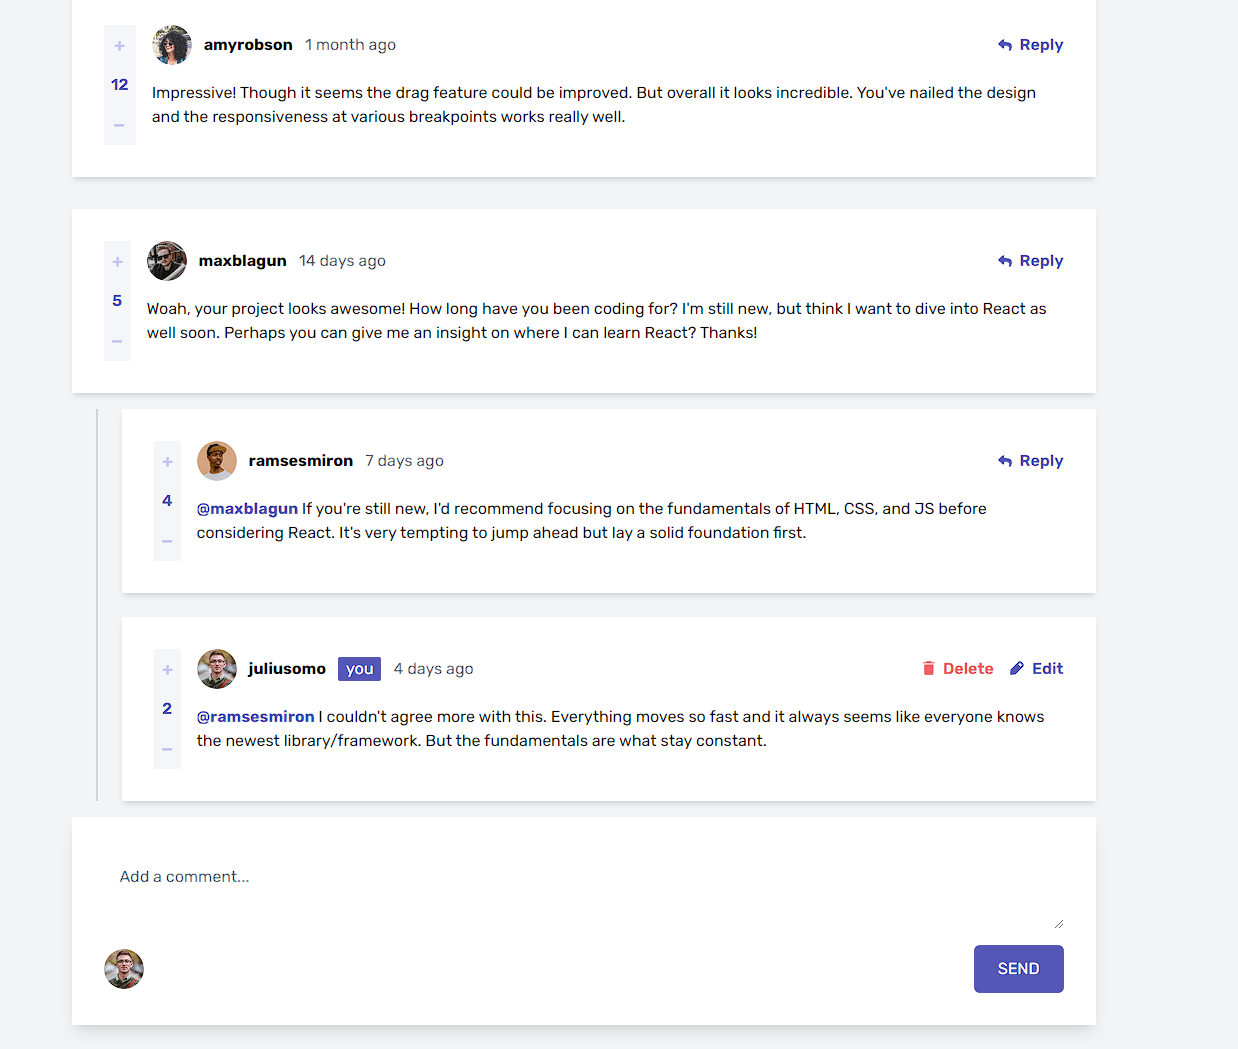 +
amyrobson 1 month ago Reply
12
Impressive! Though it seems the drag feature could be improved. But overall it looks incredible. You've nailed the design
and the responsiveness at various breakpoints works really well.
−
+
maxblagun 14 days ago Reply
5
Woah, your project looks awesome! How long have you been coding for? I'm still new, but think I want to dive into React as
well soon. Perhaps you can give me an insight on where I can learn React? Thanks!
−
+
ramsesmiron 7 days ago Reply
4
@maxblagun If you're still new, I'd recommend focusing on the fundamentals of HTML, CSS, and JS before
considering React. It's very tempting to jump ahead but lay a solid foundation first.
−
+
juliusomo you 4 days ago Delete Edit
2
@ramsesmiron I couldn't agree more with this. Everything moves so fast and it always seems like everyone knows
the newest library/framework. But the fundamentals are what stay constant.
−
Add a comment...
SEND